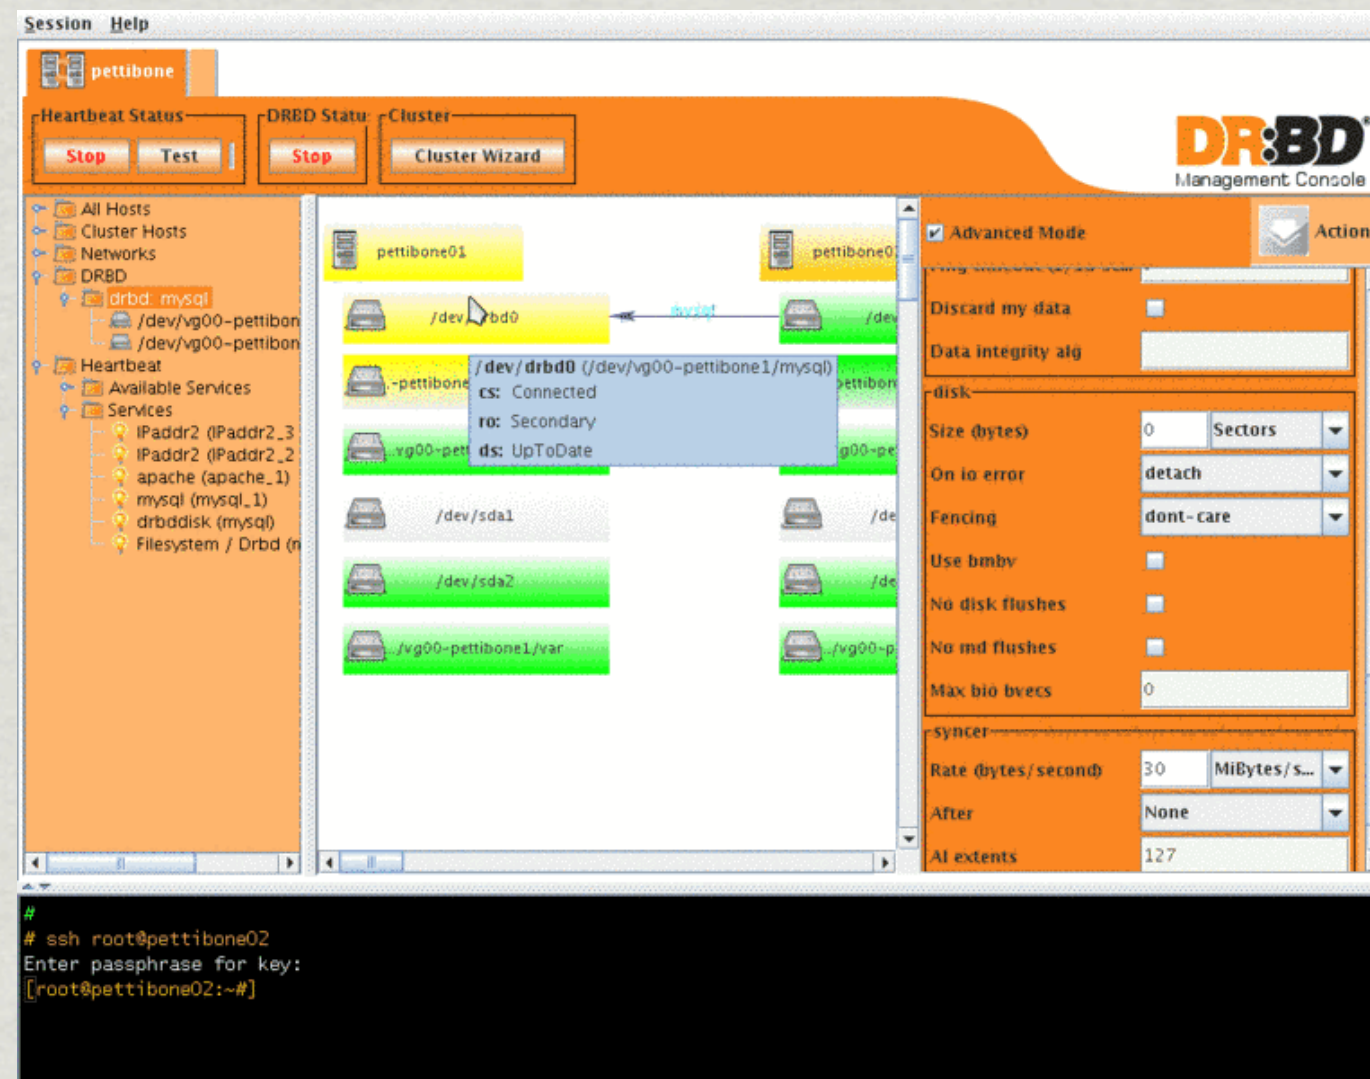 Session Help
pettibone
Heartbeat Status
DRBD Statu
Cluster
Stop
Test
Stop
Cluster Wizard
DR:BD®
Management Console
All Hosts
Cluster Hosts
Networks
DRBD
drbd: mysql
/dev/vg00-pettibon
/dev/vg00-pettibon
Heartbeat
Available Services
Services
IPaddr2 (IPaddr2_3
IPaddr2 (IPaddr2_2
apache (apache_1)
mysql (mysql_1)
drbddisk (mysql)
Filesystem / Drbd (n
pettibone01
pettibone0
/dev/drbd0
mysql
/dev
/dev/drbd0 (/dev/vg00-pettibone1/mysql)
cs: Connected
ro: Secondary
ds: UpToDate
.-pettibone
pettibon
..vg00-pett
g00-pe
/dev/sda1
/de
/dev/sda2
/de
../vg00-pettibone1/var
../vg00-p
Advanced Mode
Action
Discard my data
Data integrity alg
disk
Size (bytes)
0
Sectors
On io error
detach
Fencing
dont-care
Use bmbv
No disk flushes
No md flushes
Max bio bvecs
0
syncer
Rate (bytes/second)
30
MiBytes/s...
After
None
Al extents
127
#
# ssh root@pettibone02
Enter passphrase for key:
[root@pettibone02:~#]